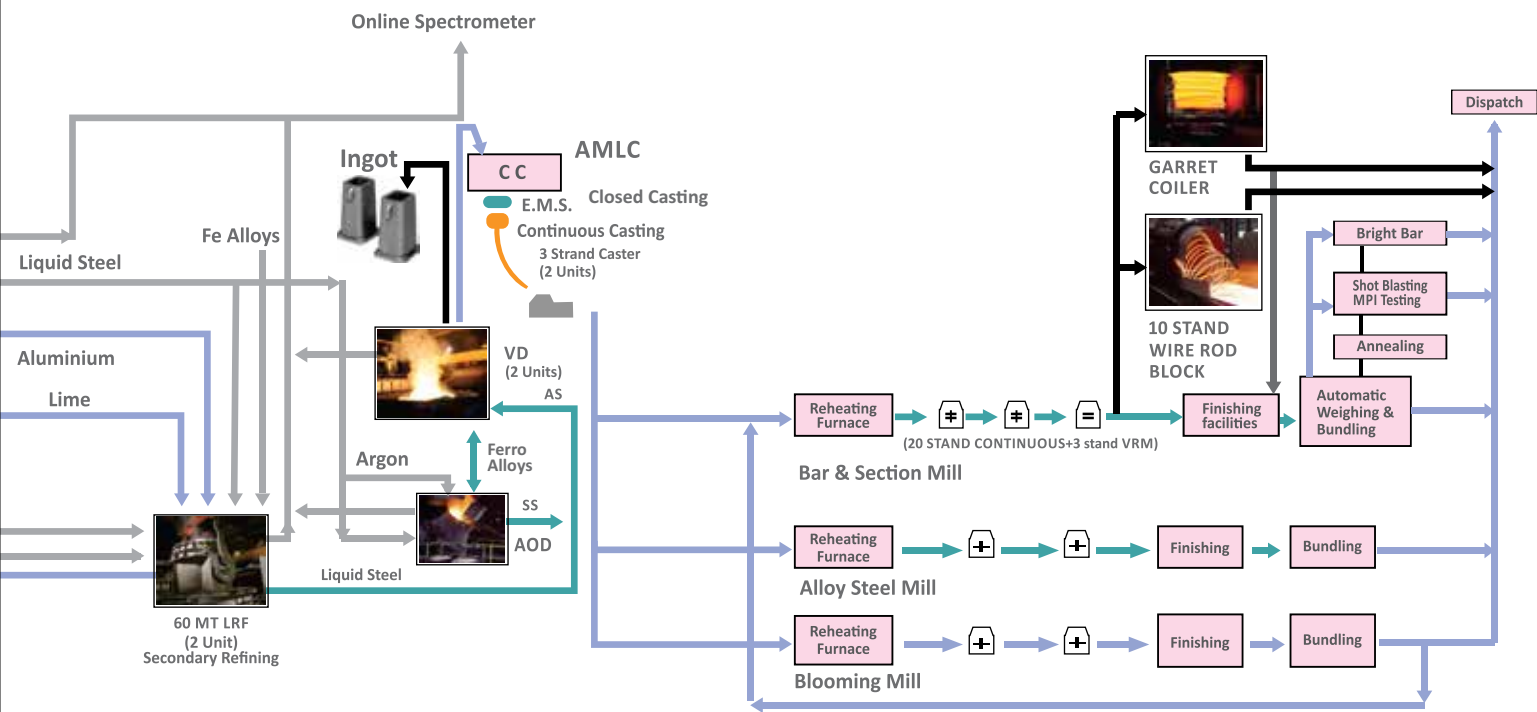 Online Spectrometer
Dispatch
Ingot
AMLC
C C
GARRET
COILER
E.M.S.
Closed Casting
Continuous Casting
3 Strand Caster
(2 Units)
Fe Alloys
Liquid Steel
Bright Bar
Shot Blasting
MPI Testing
10 STAND
WIRE ROD
BLOCK
Annealing
Aluminium
VD
(2 Units)
Lime
AS
Reheating
Furnace
(20 STAND CONTINUOUS+3 stand VRM)
Finishing
facilities
Automatic
Weighing &
Bundling
Bar & Section Mill
Ferro
Alloys
Argon
SS
AOD
Reheating
Furnace
Finishing
Bundling
Alloy Steel Mill
Liquid Steel
60 MT LRF
(2 Unit)
Secondary Refining
Reheating
Furnace
Finishing
Bundling
Blooming Mill